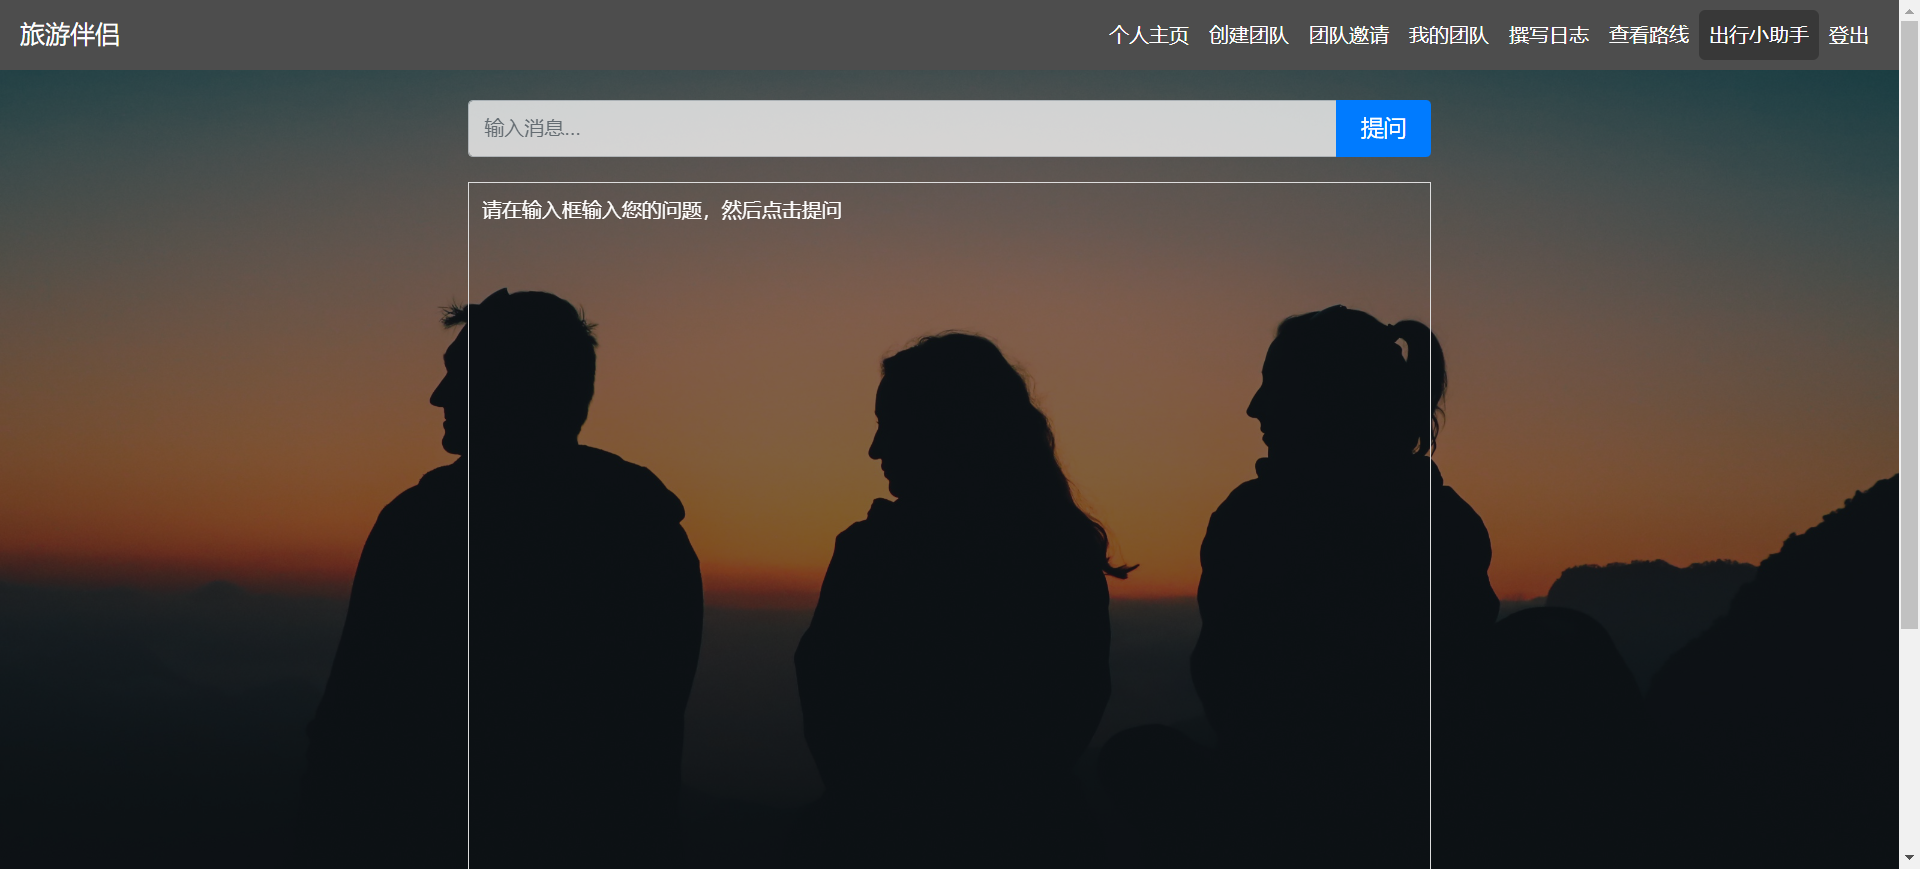 旅游伴侣
个人主页 创建团队 团队邀请 我的团队 撰写日志 查看路线 出行小助手 登出
输入消息... 提问
请在输入框输入您的问题，然后点击提问